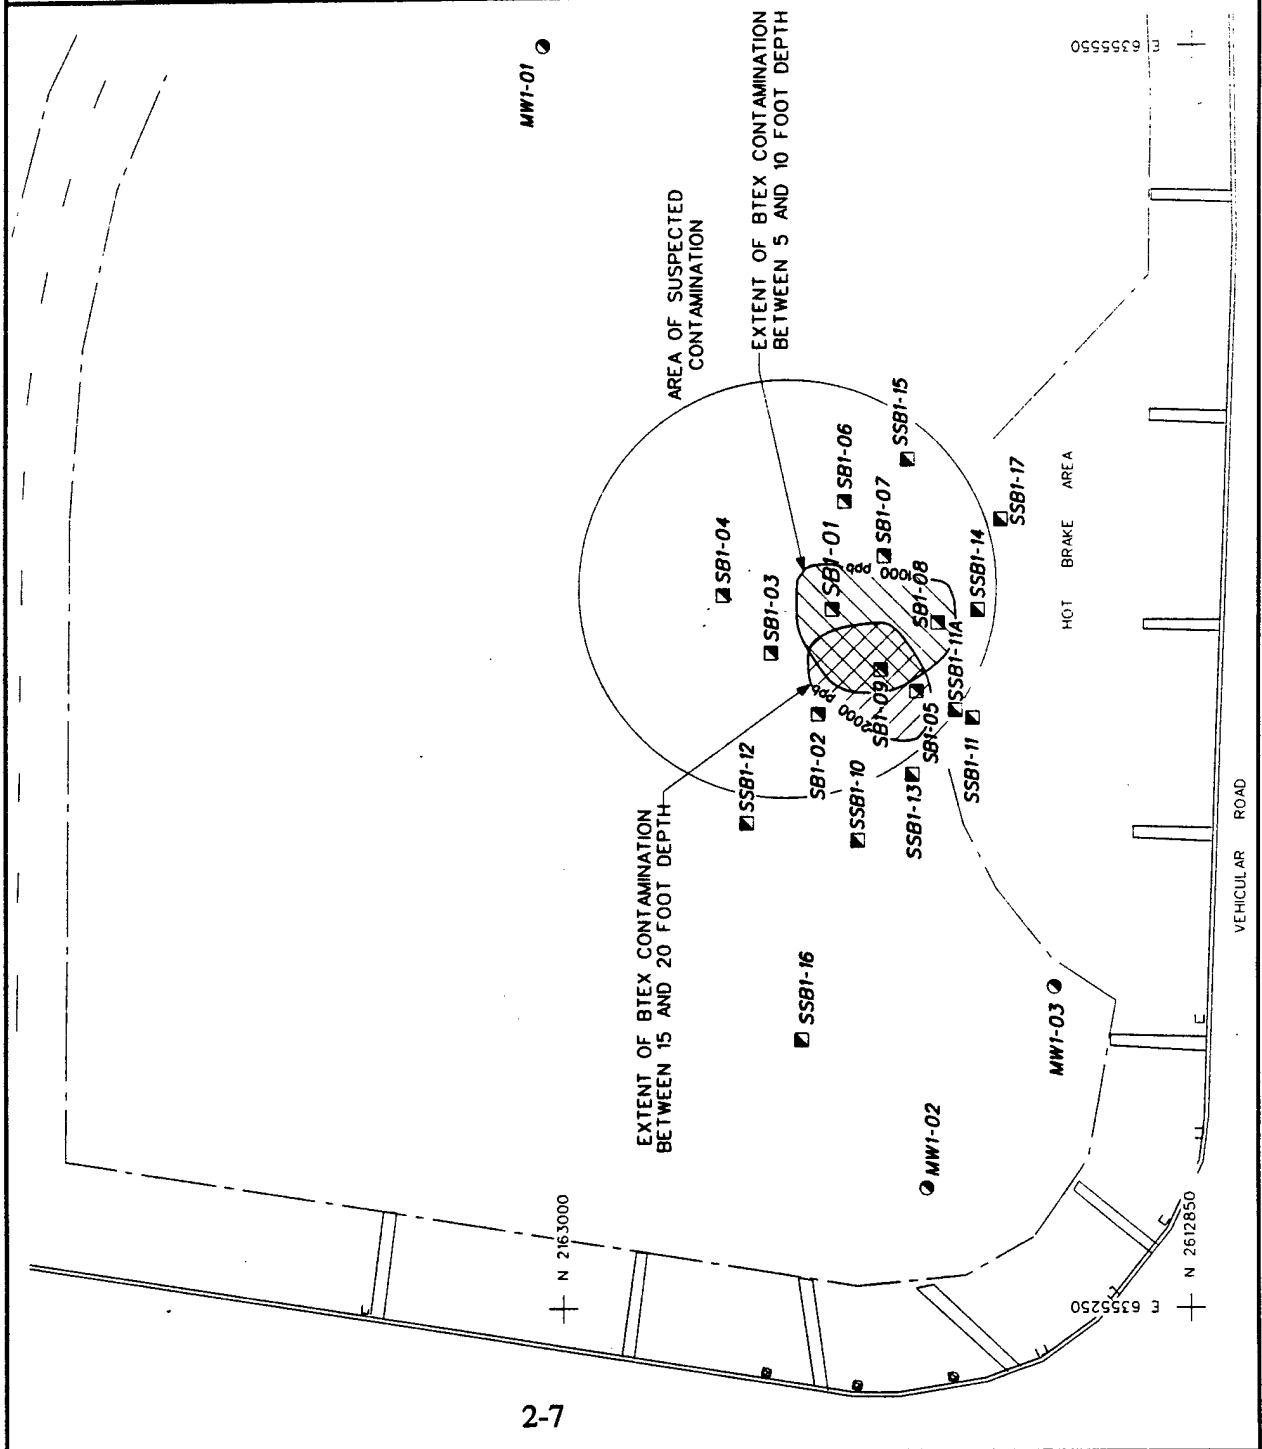 MW1-01
E 6355550
EXTENT OF BTEX CONTAMINATION
BETWEEN 5 AND 10 FOOT DEPTH
AREA OF SUSPECTED
CONTAMINATION
SSB1-15
SB1-06
SB1-07
SSB1-17
HOT BRAKE AREA
SB1-04
SB1-03
SB1-01
1000 ppb
SB1-08
SSB1-14
SSB1-11A
SB1-09
2000 ppb
SB1-05
SSB1-11
SB1-02
SSB1-12
SSB1-10
SSB1-13
EXTENT OF BTEX CONTAMINATION
BETWEEN 15 AND 20 FOOT DEPTH
VEHICULAR ROAD
SSB1-16
MW1-03
MW1-02
N 2163000
N 2612850
E 6355250
2-7